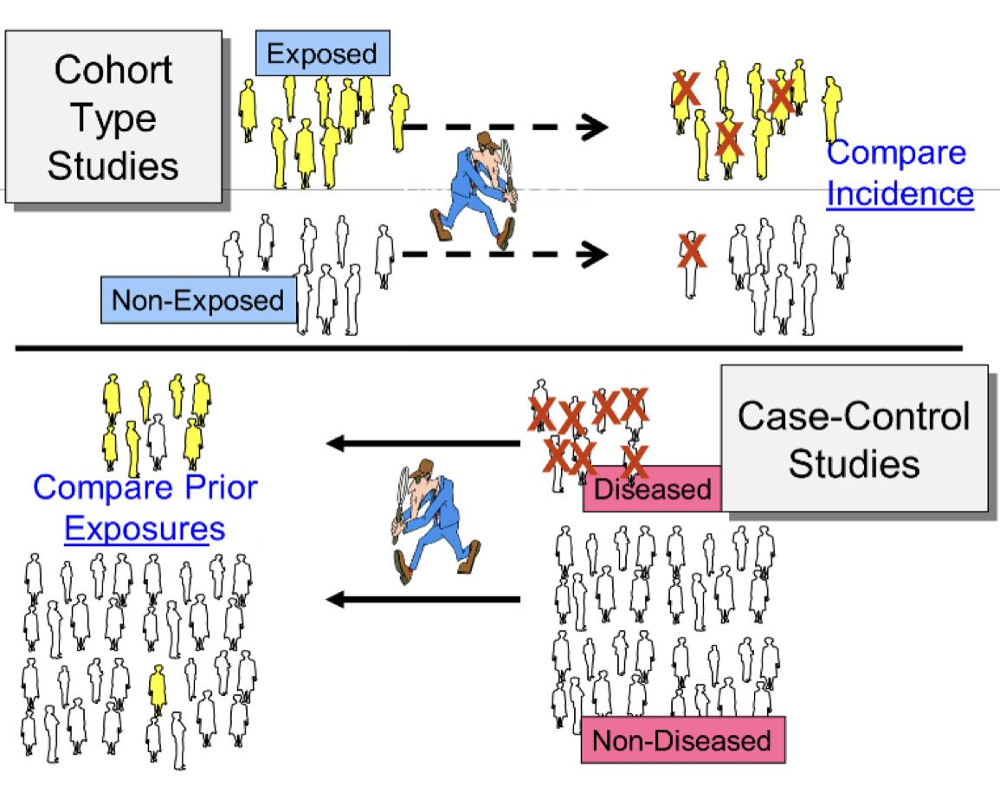 Cohort
Type
Studies
Exposed
Compare
Incidence
Non-Exposed
Case-Control
Studies
Diseased
Compare Prior
Exposures
Non-Diseased